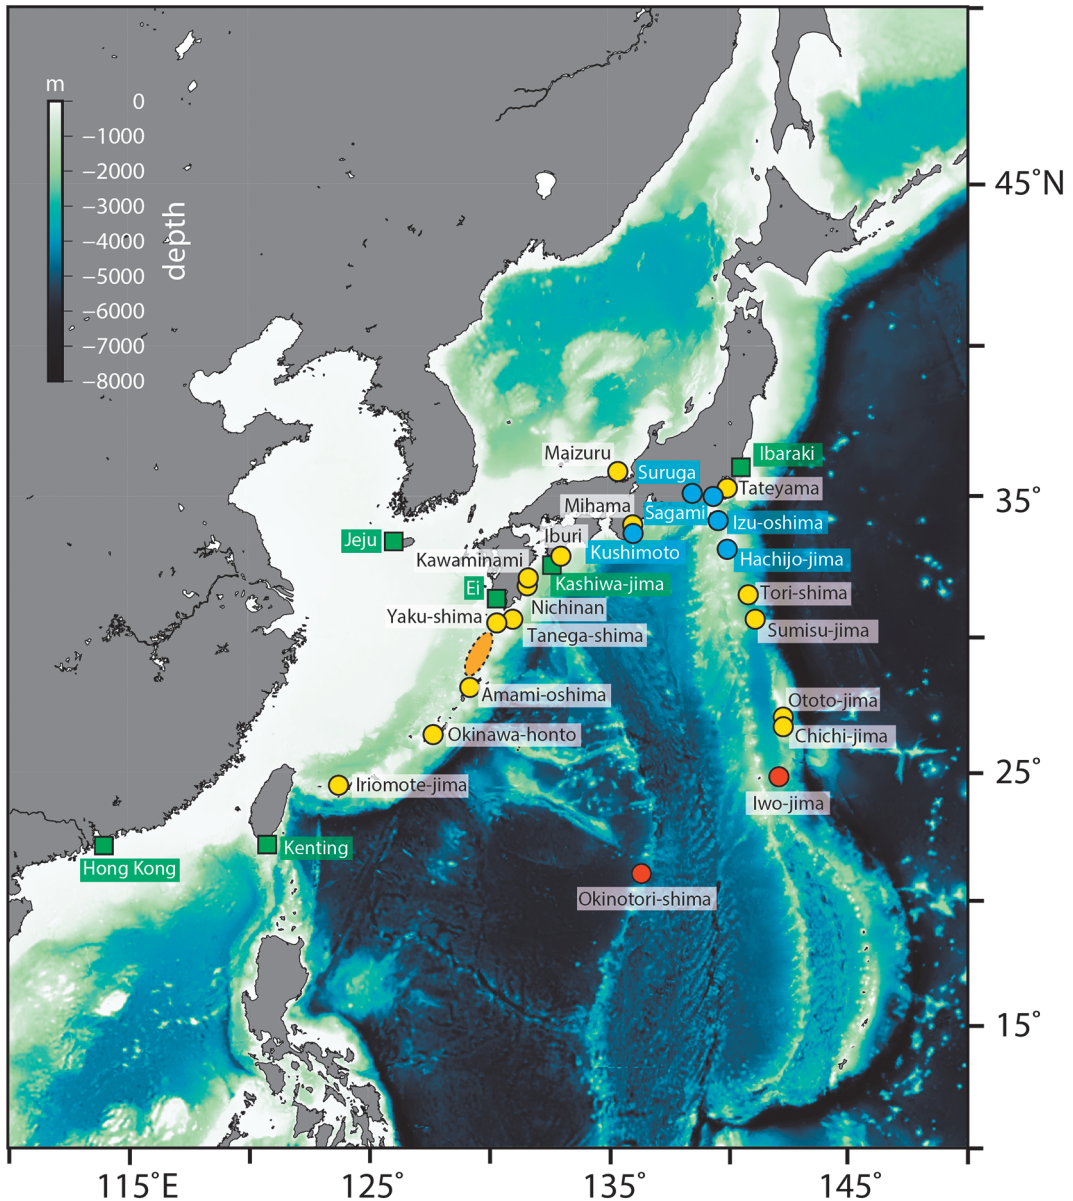 m
0
−1000
−2000
−3000
−4000
−5000
−6000
−7000
−8000
depth
45˚N
Maizuru
Suruga
Ibaraki
Tateyama
35˚
Mihama
Sagami
Izu-oshima
Jeju
Iburi
Kushimoto
Hachijo-jima
Kawaminami
Kashiwa-jima
Ei
Tori-shima
Nichinan
Yaku-shima
Sumisu-jima
Tanega-shima
Amami-oshima
Ototo-jima
Okinawa-honto
Chichi-jima
25˚
Iriomote-jima
Iwo-jima
Kenting
Hong Kong
Okinotori-shima
15˚
115˚E
125˚
135˚
145˚